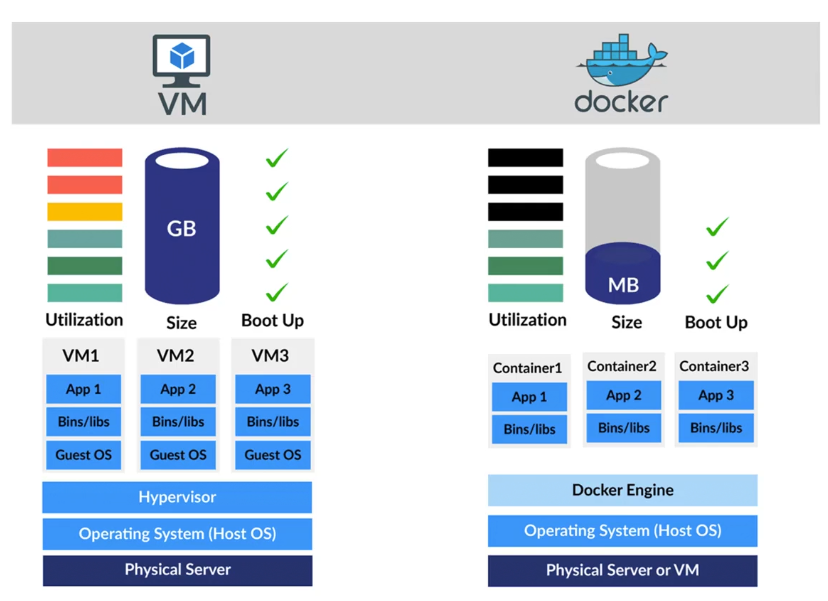 VM
docker
GB
Utilization
Size
Boot Up
MB
Utilization
Size
Boot Up
VM1
VM2
VM3
App 1
App 2
App 3
Bins/libs
Bins/libs
Bins/libs
Guest OS
Guest OS
Guest OS
Hypervisor
Operating System (Host OS)
Physical Server
Container1
Container2
Container3
App 1
App 2
App 3
Bins/libs
Bins/libs
Bins/libs
Docker Engine
Operating System (Host OS)
Physical Server or VM